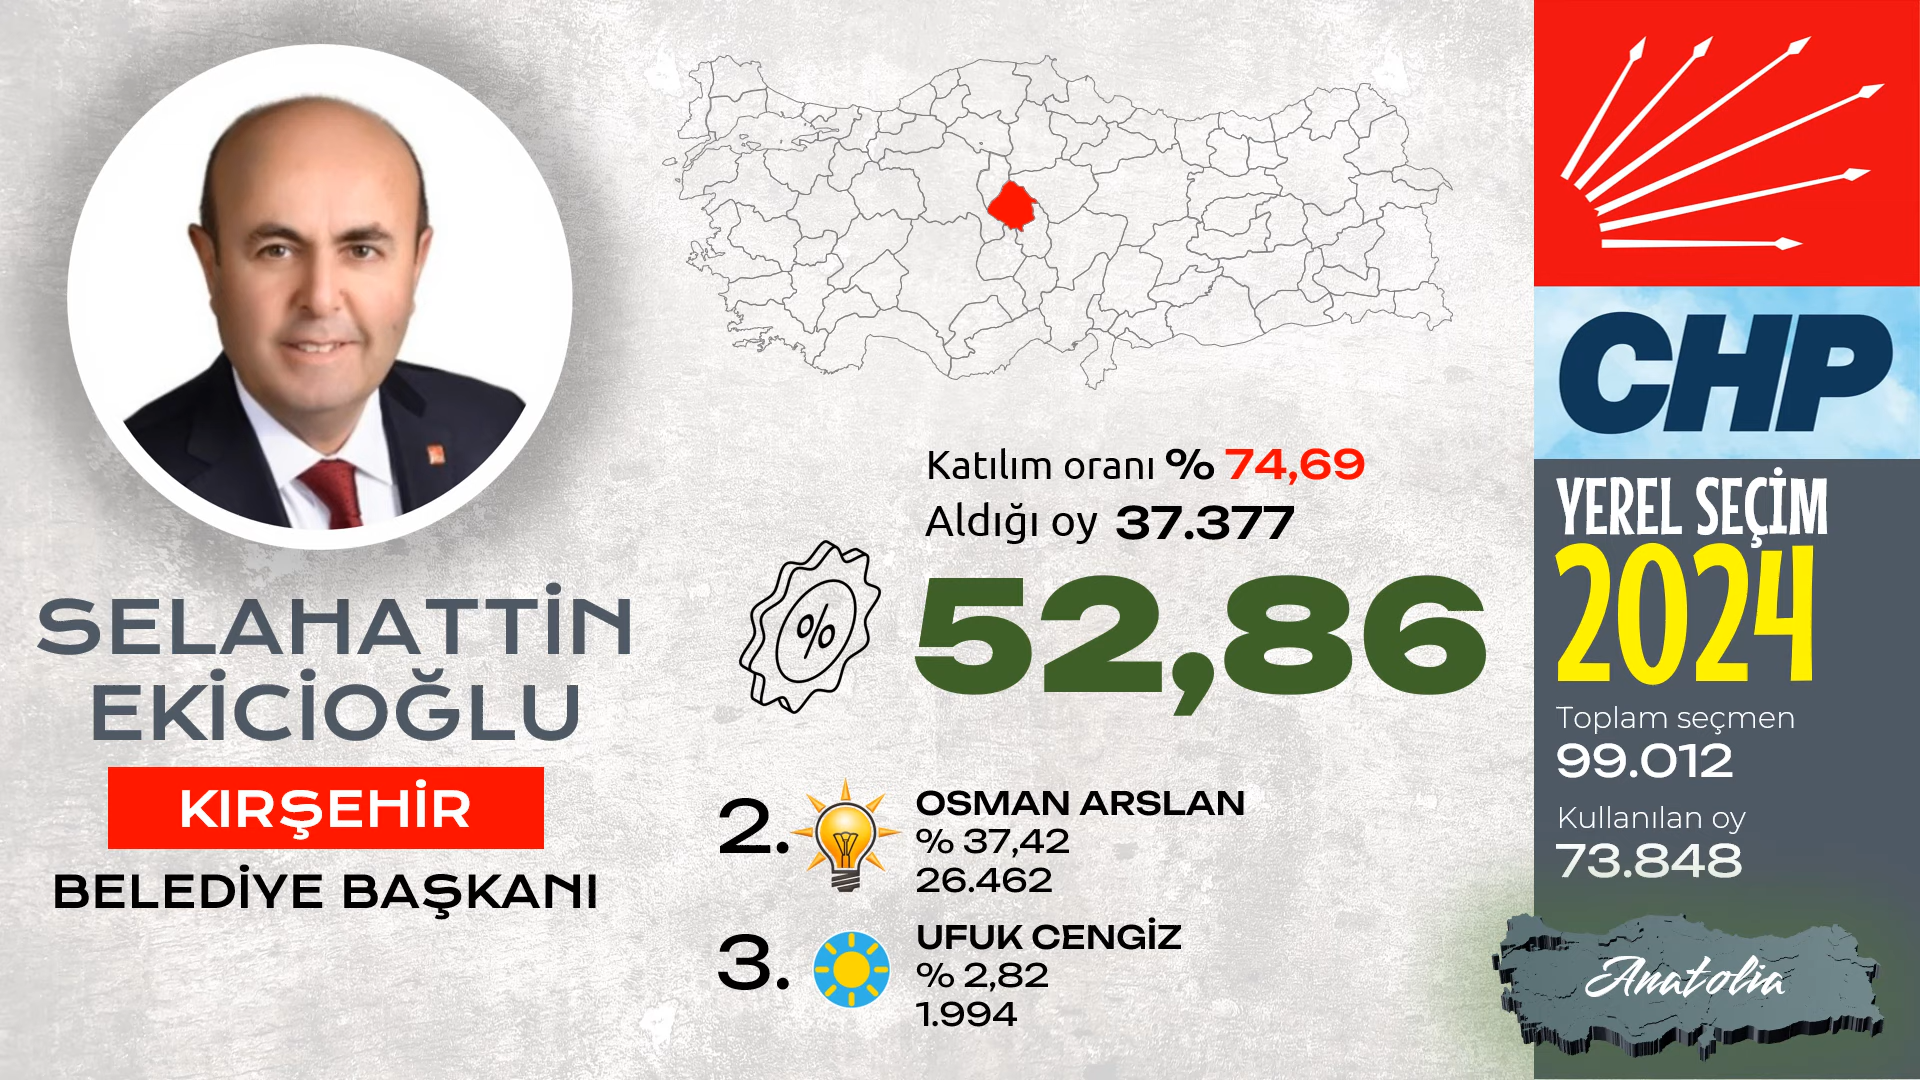 SELAHATTİN
EKİCİOĞLU
KIRŞEHİR
BELEDİYE BAŞKANI
Katılım oranı % 74,69
Aldığı oy 37.377
%
52,86
2.
OSMAN ARSLAN
% 37,42
26.462
3.
UFUK CENGİZ
% 2,82
1.994
CHP
YEREL SEÇİM
2024
Toplam seçmen
99.012
Kullanılan oy
73.848
Anatolia